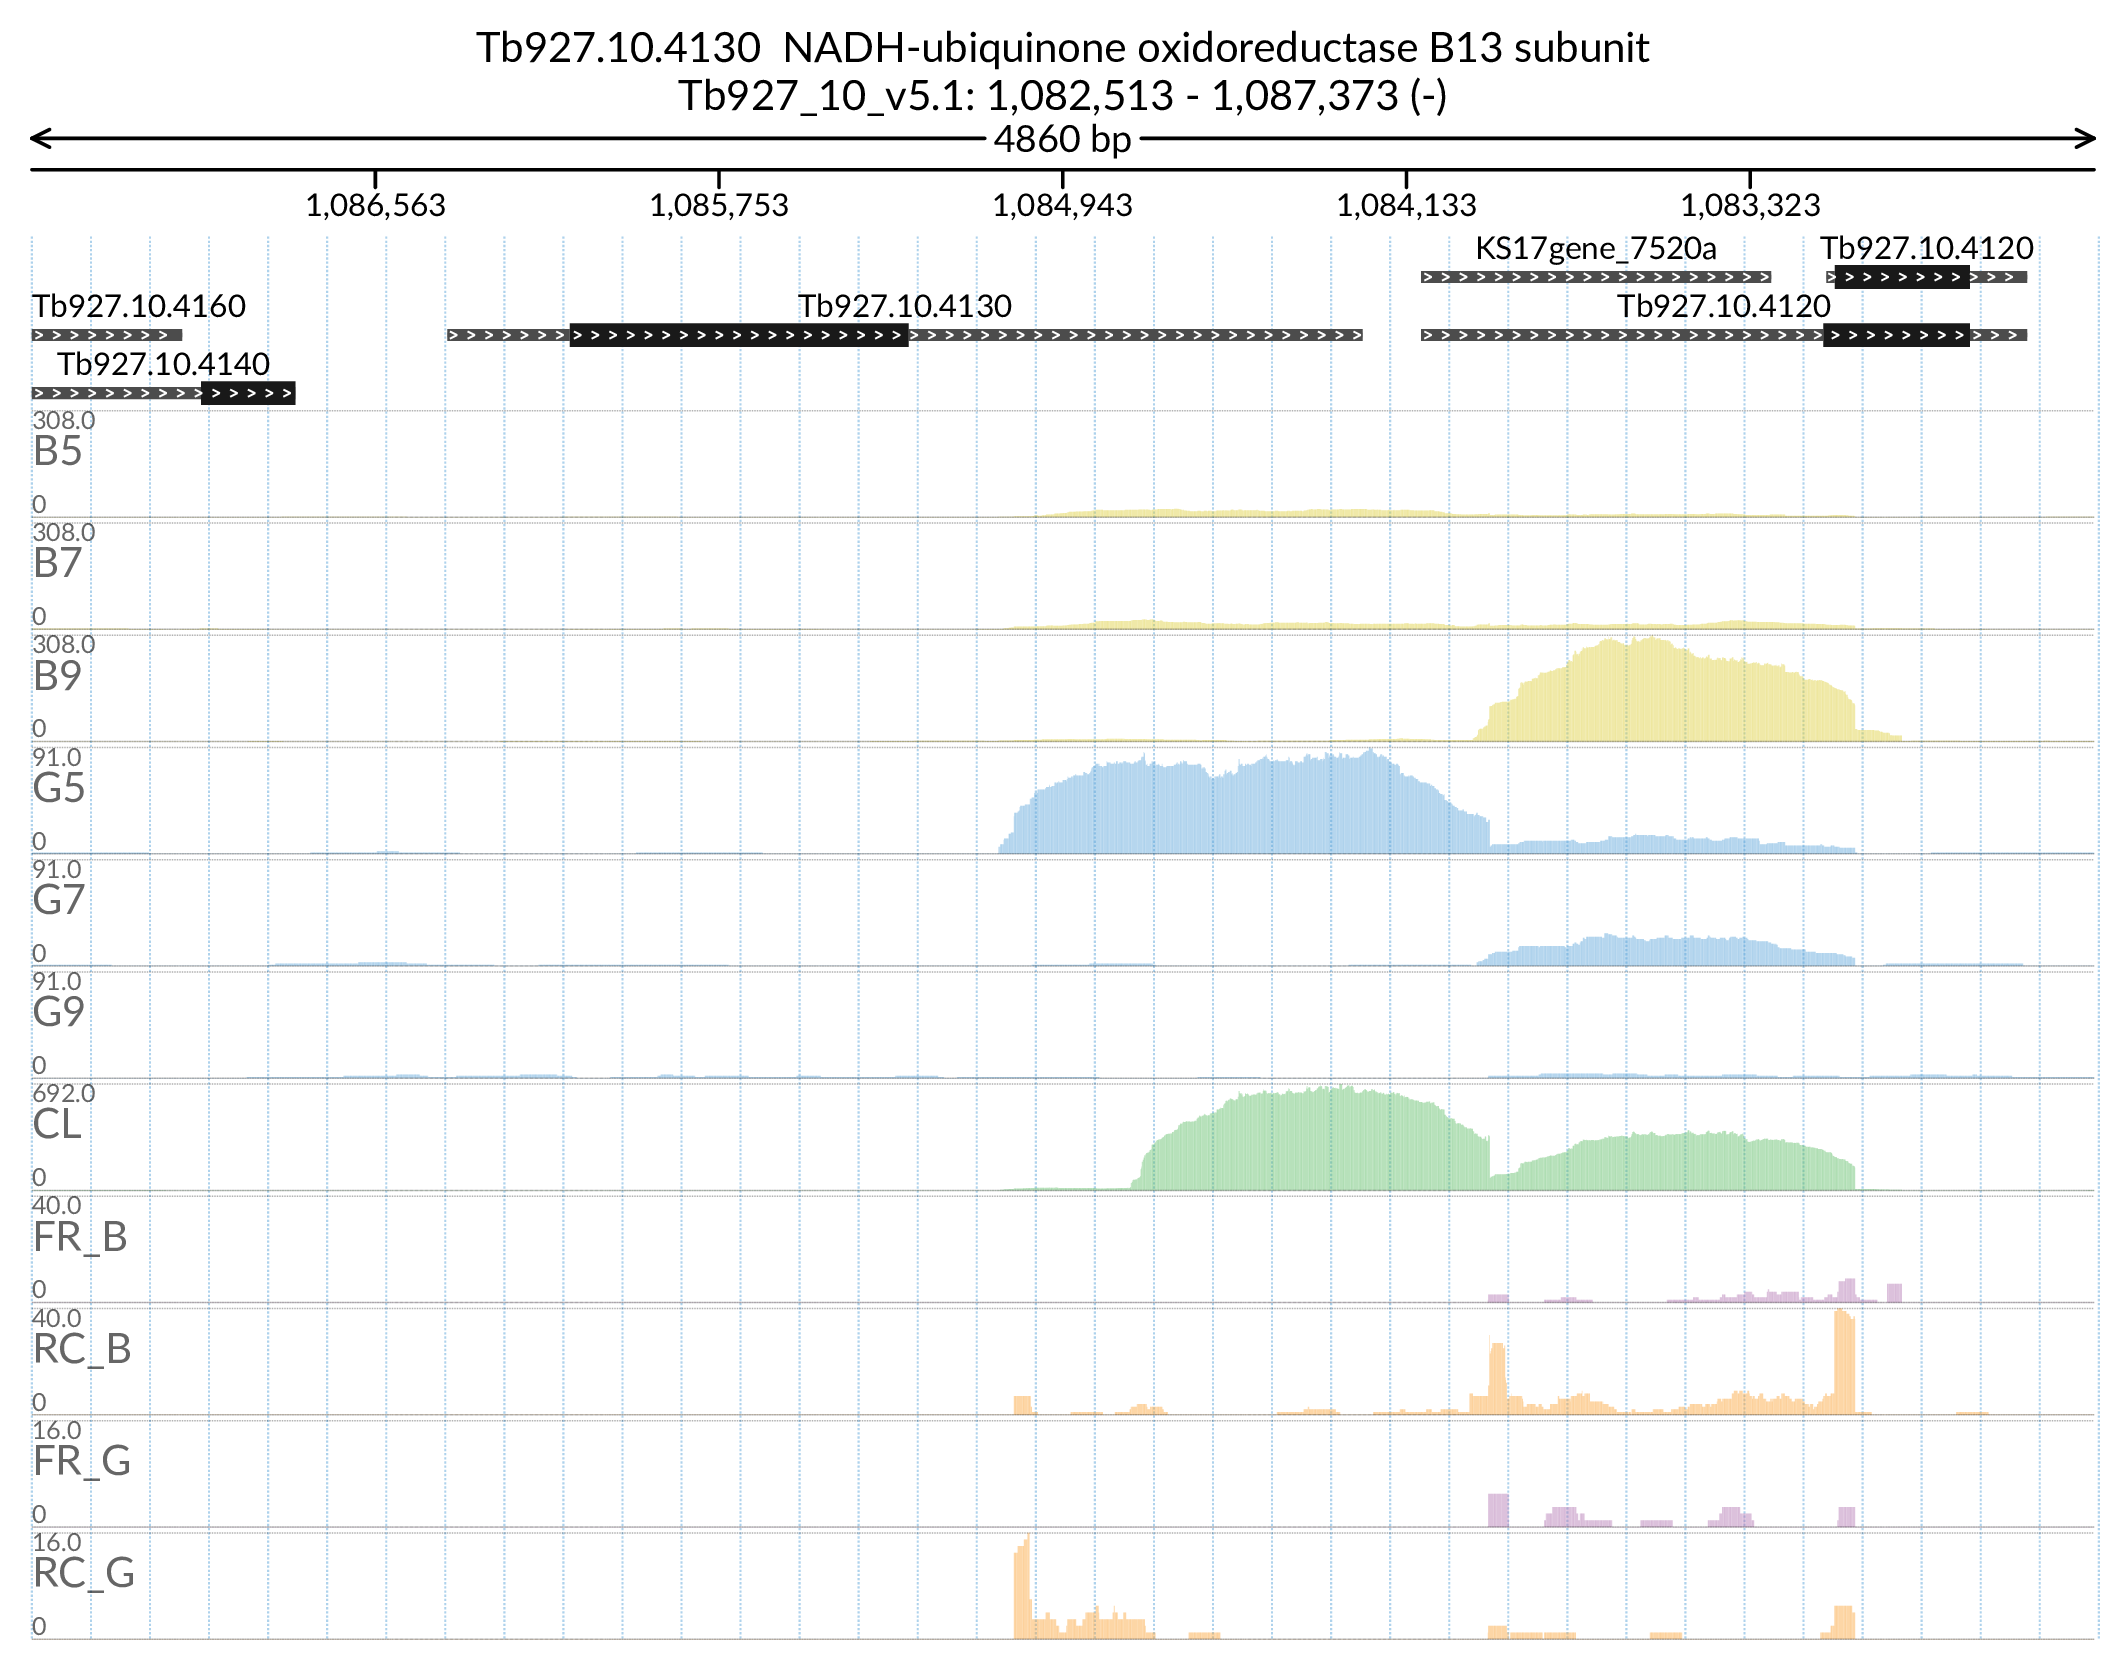 Tb927.10.4130  NADH-ubiquinone oxidoreductase B13 subunit
Tb927_10_v5.1: 1,082,513 - 1,087,373 (-)
4860 bp
1,086,563 1,085,753 1,084,943 1,084,133 1,083,323
KS17gene_7520a Tb927.10.4120
Tb927.10.4160 Tb927.10.4130 Tb927.10.4120
Tb927.10.4140
308.0
B5
0
308.0
B7
0
308.0
B9
0
91.0
G5
0
91.0
G7
0
91.0
G9
0
692.0
CL
0
40.0
FR_B
0
40.0
RC_B
0
16.0
FR_G
0
16.0
RC_G
0